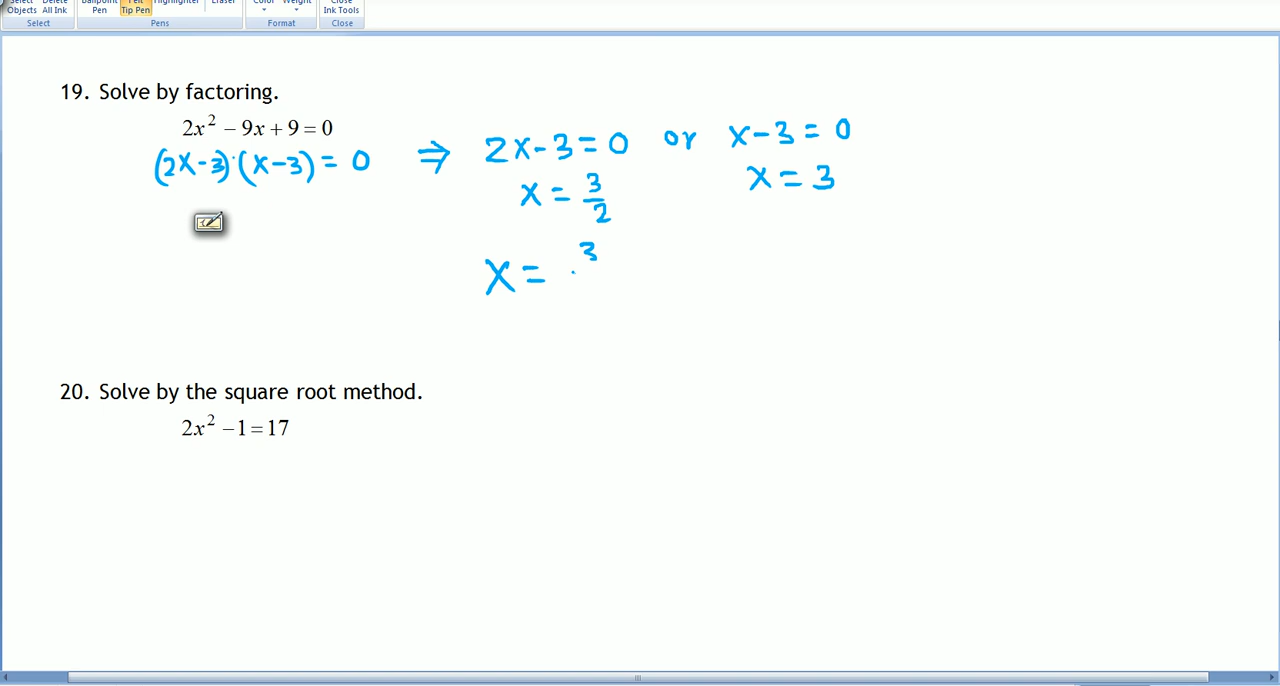 Select Delete Ballpoint Felt Highlighter Eraser Color Weight Close
Objects All Ink Pen Tip Pen Ink Tools
Select Pens Format Close
19. Solve by factoring.
2x² − 9x + 9 = 0
(2x-3)·(x-3) = 0 ⇒ 2x-3=0 or x-3=0
x = 3/2 x = 3
x = 3
20. Solve by the square root method.
2x² − 1 = 17